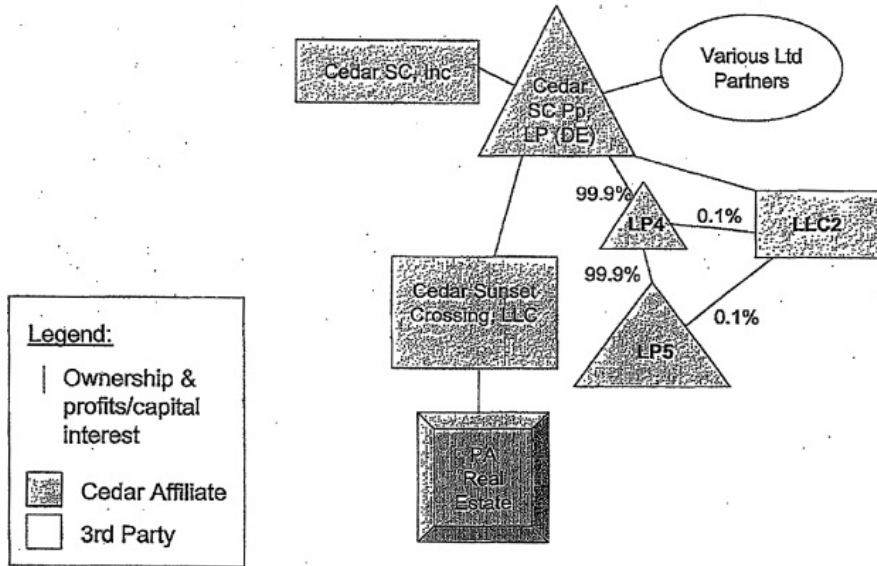 Cedar SC, Inc
Cedar
SC Pp,
LP (DE)
Various Ltd
Partners
99.9%
LP4
0.1%
LLC2
99.9%
0.1%
LP5
Cedar Sunset
Crossing, LLC
PA
Real
Estate
Legend:
Ownership &
profits/capital
interest
Cedar Affiliate
3rd Party